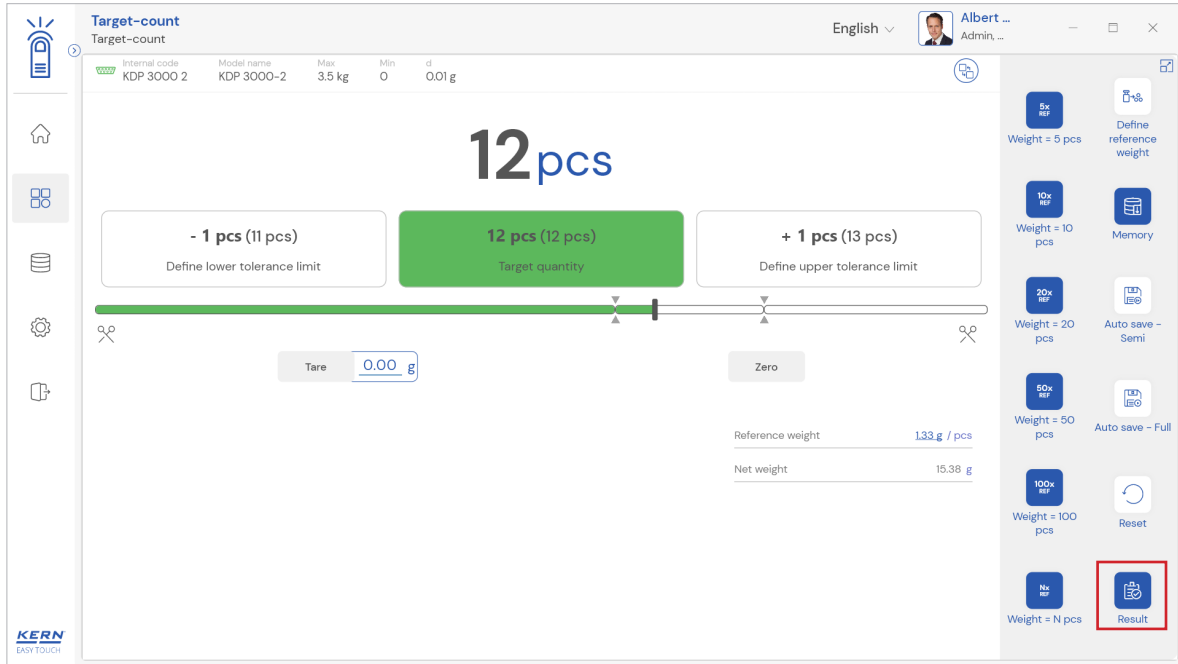 Target-count
Target-count
English
Albert ...
Admin, ...
Internal code
KDP 3000 2
Model name
KDP 3000-2
Max
3.5 kg
Min
0
d
0.01 g
12 pcs
- 1 pcs (11 pcs)
Define lower tolerance limit
12 pcs (12 pcs)
Target quantity
+ 1 pcs (13 pcs)
Define upper tolerance limit
Tare
0.00 g
Zero
Reference weight 1.33 g / pcs
Net weight 15.38 g
5x
REF
Weight = 5 pcs
Define
reference
weight
10x
REF
Weight = 10
pcs
Memory
20x
REF
Weight = 20
pcs
Auto save -
Semi
50x
REF
Weight = 50
pcs
Auto save - Full
100x
REF
Weight = 100
pcs
Reset
Nx
REF
Weight = N pcs
Result
KERN
EASY TOUCH